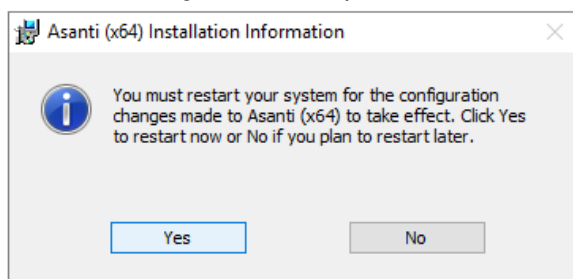 Asanti (x64) Installation Information
You must restart your system for the configuration
changes made to Asanti (x64) to take effect. Click Yes
to restart now or No if you plan to restart later.
Yes
No